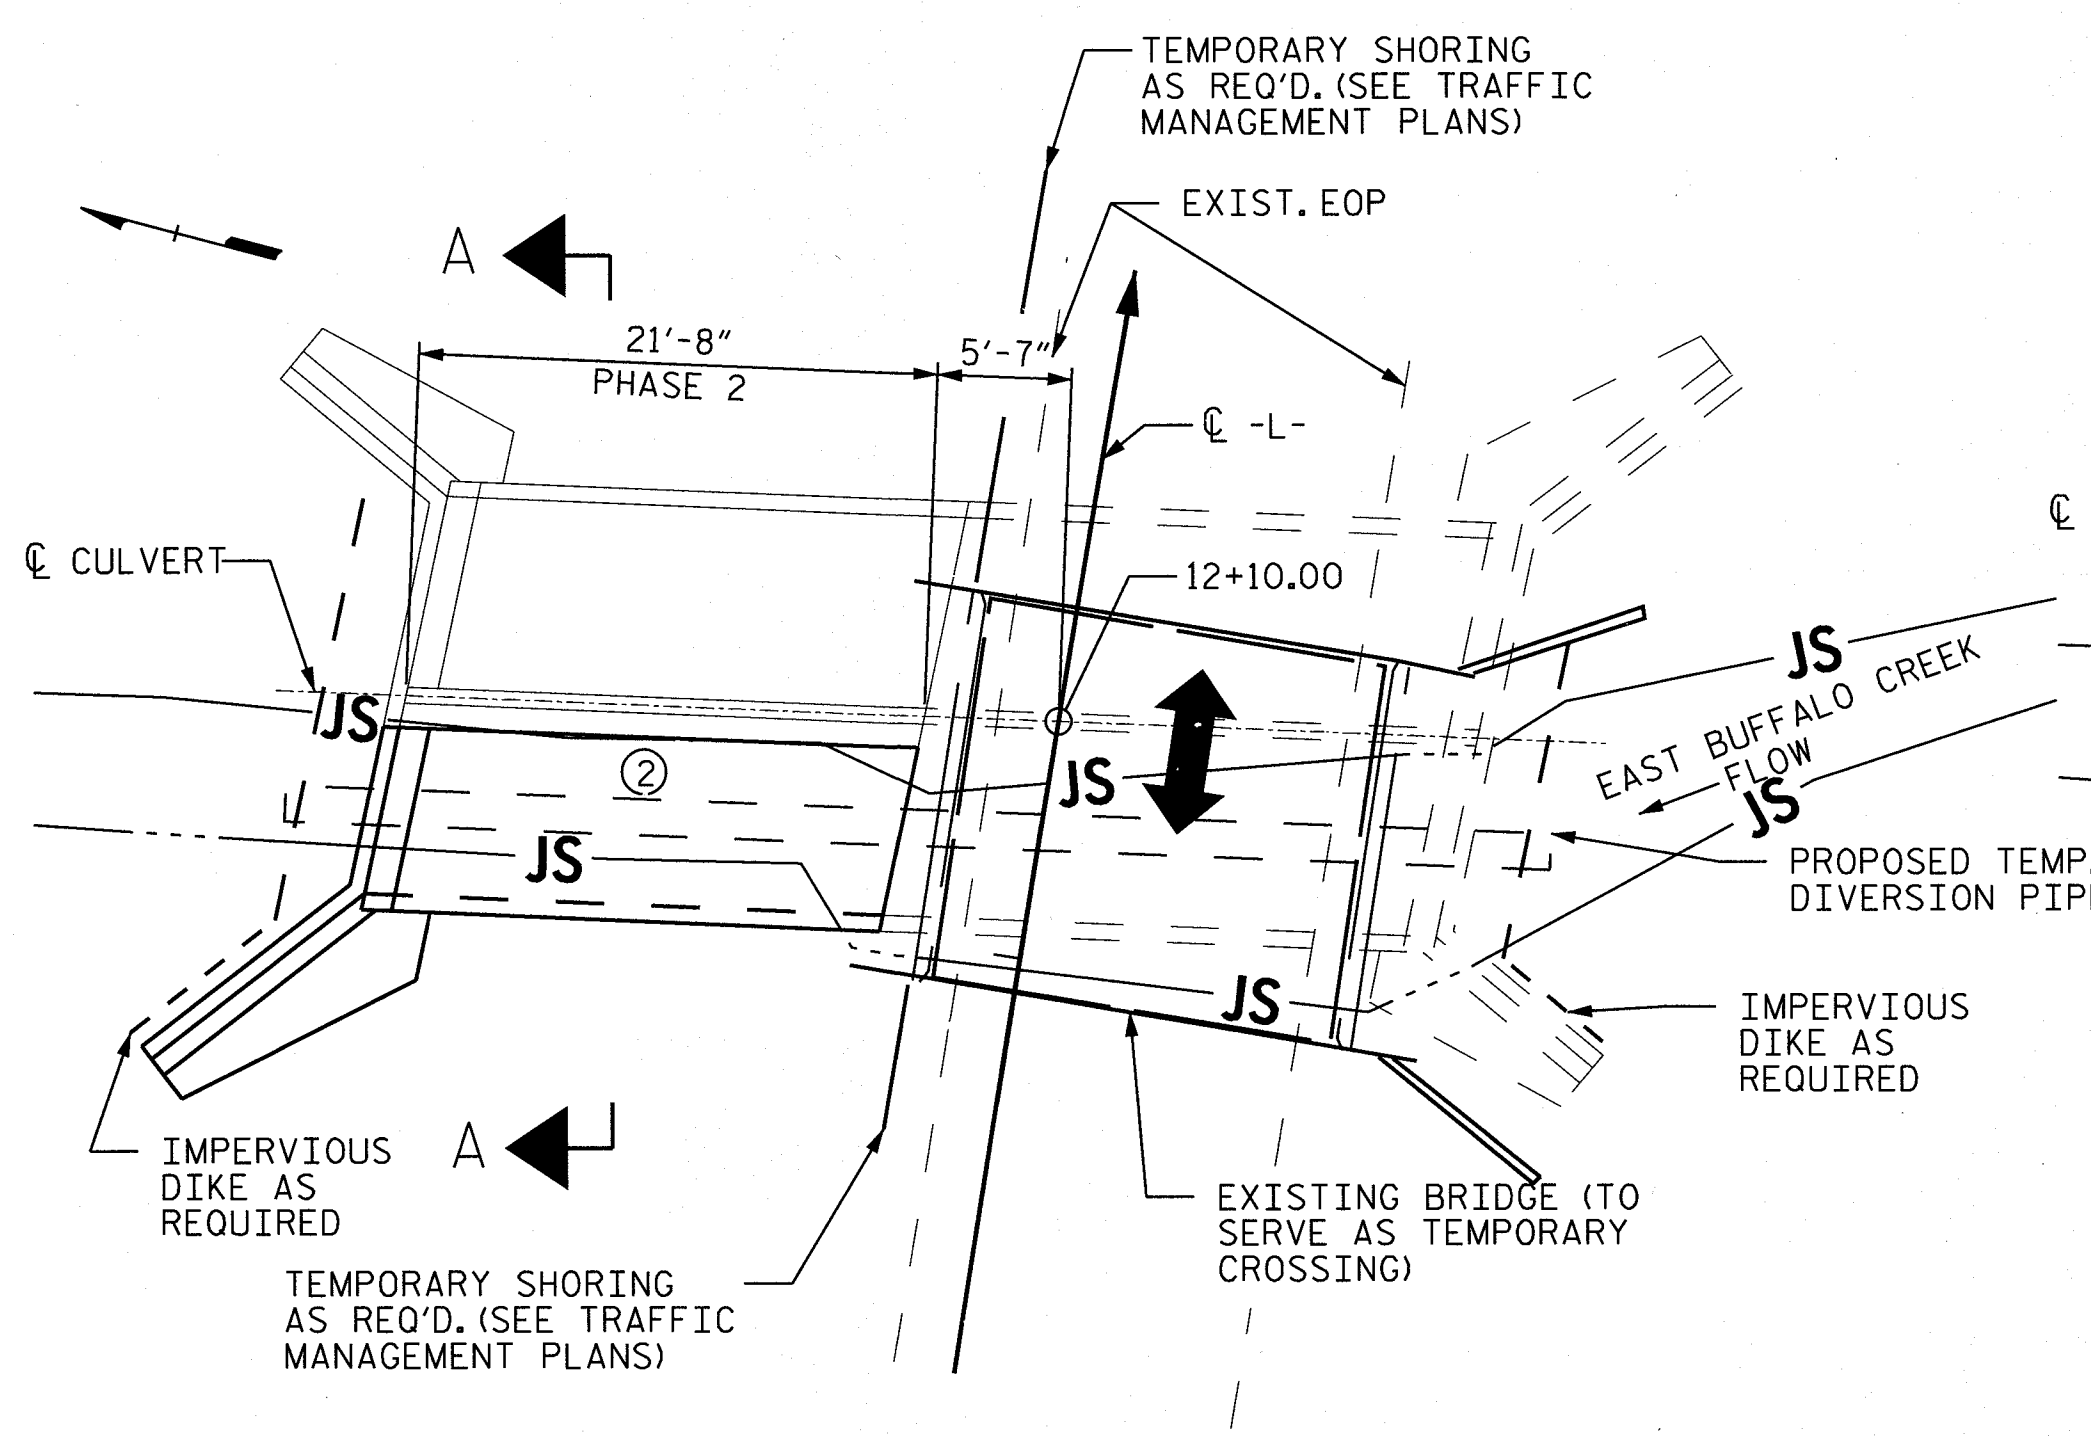 TEMPORARY SHORING
AS REQ'D. (SEE TRAFFIC
MANAGEMENT PLANS)
EXIST. EOP
A
21'-8"
PHASE 2
5'-7"
℄ -L-
℄
℄ CULVERT
12+10.00
JS
JS
EAST BUFFALO CREEK
FLOW
JS
JS
2
JS
JS
PROPOSED TEMP.
DIVERSION
IMPERVIOUS
DIKE AS
REQUIRED
IMPERVIOUS
DIKE AS
REQUIRED
A
EXISTING BRIDGE (TO
SERVE AS TEMPORARY
CROSSING)
TEMPORARY SHORING
AS REQ'D. (SEE TRAFFIC
MANAGEMENT PLANS)